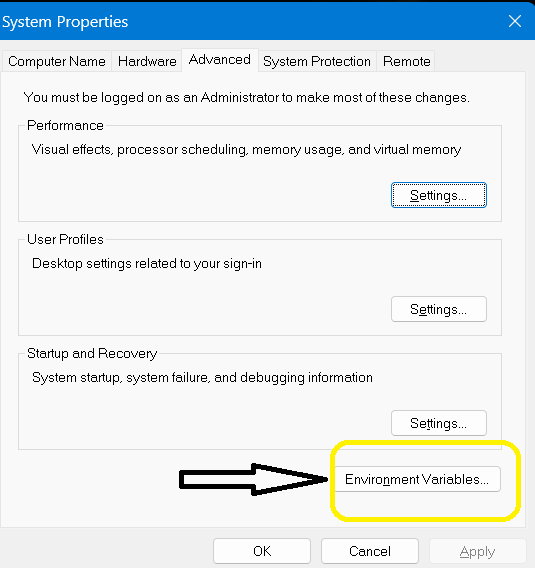 System Properties
Computer Name Hardware Advanced System Protection Remote
You must be logged on as an Administrator to make most of these changes.
Performance
Visual effects, processor scheduling, memory usage, and virtual memory
Settings...
User Profiles
Desktop settings related to your sign-in
Settings...
Startup and Recovery
System startup, system failure, and debugging information
Settings...
Environment Variables...
OK Cancel Apply